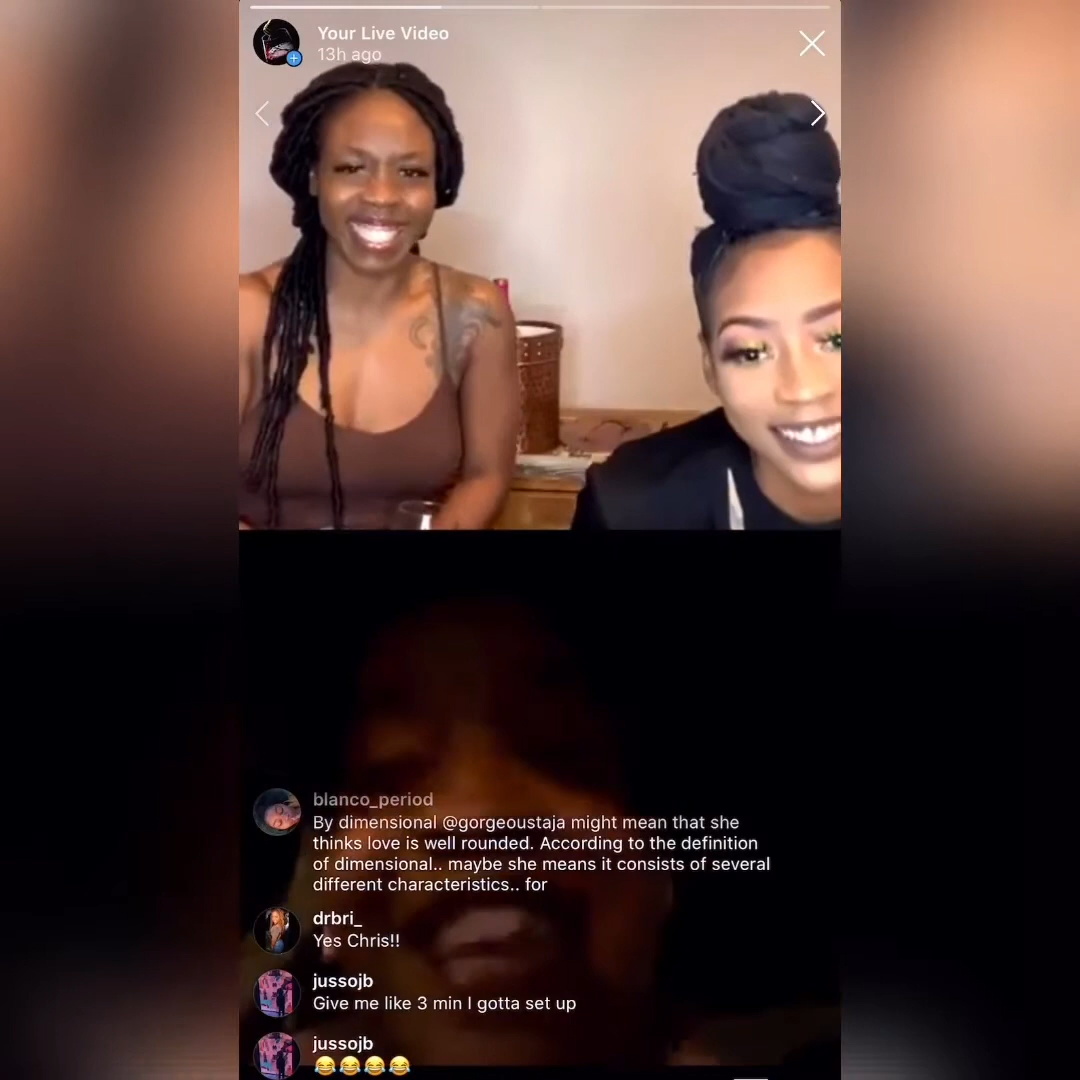 Your Live Video
13h ago
blanco_period
By dimensional @gorgeoustaja might mean that she
thinks love is well rounded. According to the definition
of dimensional.. maybe she means it consists of several
different characteristics.. for
drbri_
Yes Chris!!
jussojb
Give me like 3 min I gotta set up
jussojb
😂😂😂😂